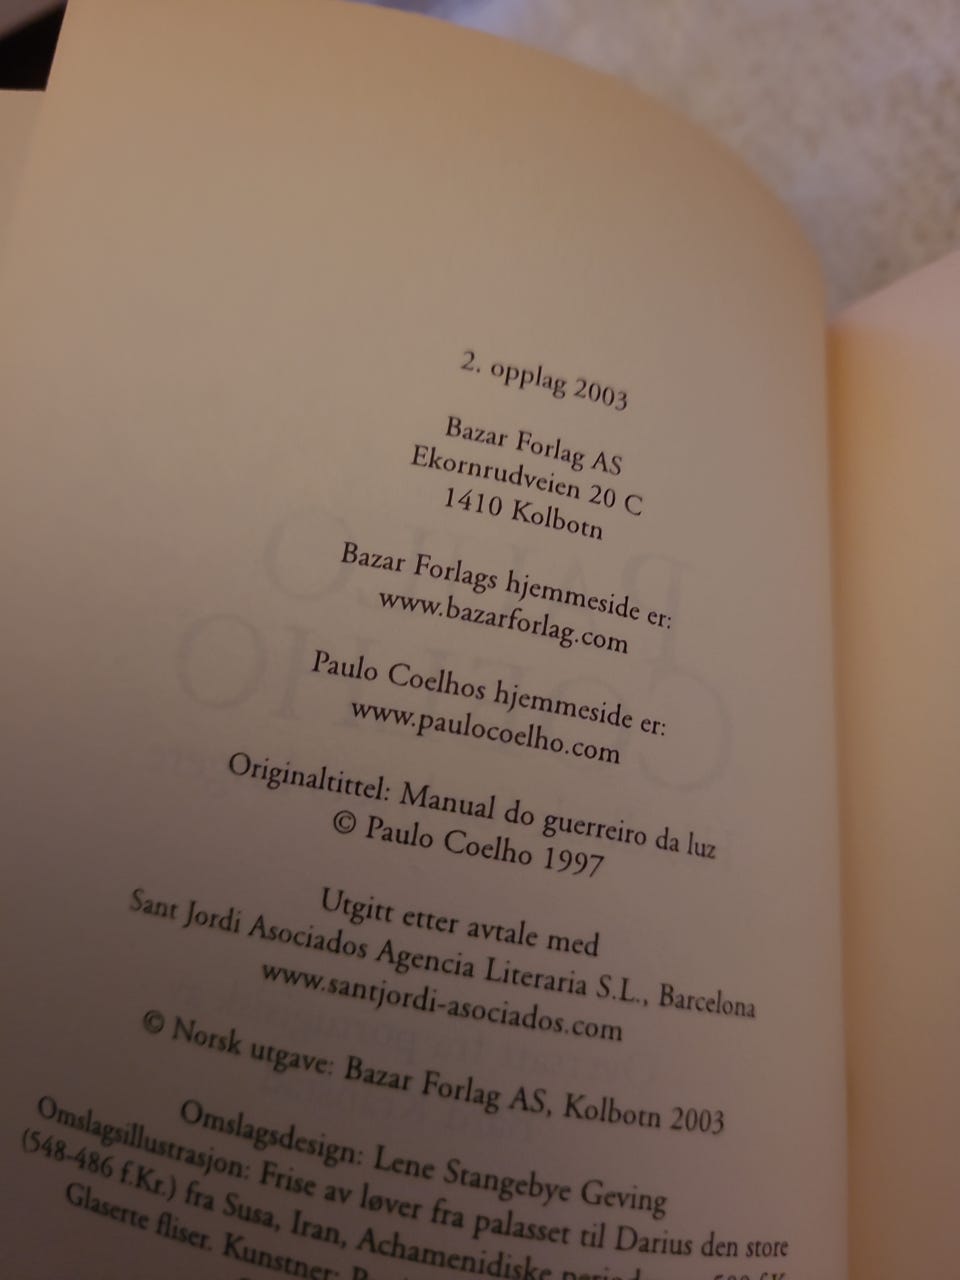 2. opplag 2003
Bazar Forlag AS
Ekornrudveien 20 C
1410 Kolbotn
Bazar Forlags hjemmeside er:
www.bazarforlag.com
Paulo Coelhos hjemmeside er:
www.paulocoelho.com
Originaltittel: Manual do guerreiro da luz
© Paulo Coelho 1997
Utgitt etter avtale med
Sant Jordi Asociados Agencia Literaria S.L., Barcelona
www.santjordi-asociados.com
© Norsk utgave: Bazar Forlag AS, Kolbotn 2003
Omslagsdesign: Lene Stangebye Geving
Omslagsillustrasjon: Frise av løver fra palasset til Darius den store
(548-486 f.Kr.) fra Susa, Iran, Achamenidiske
Glaserte fliser. Kunstner: